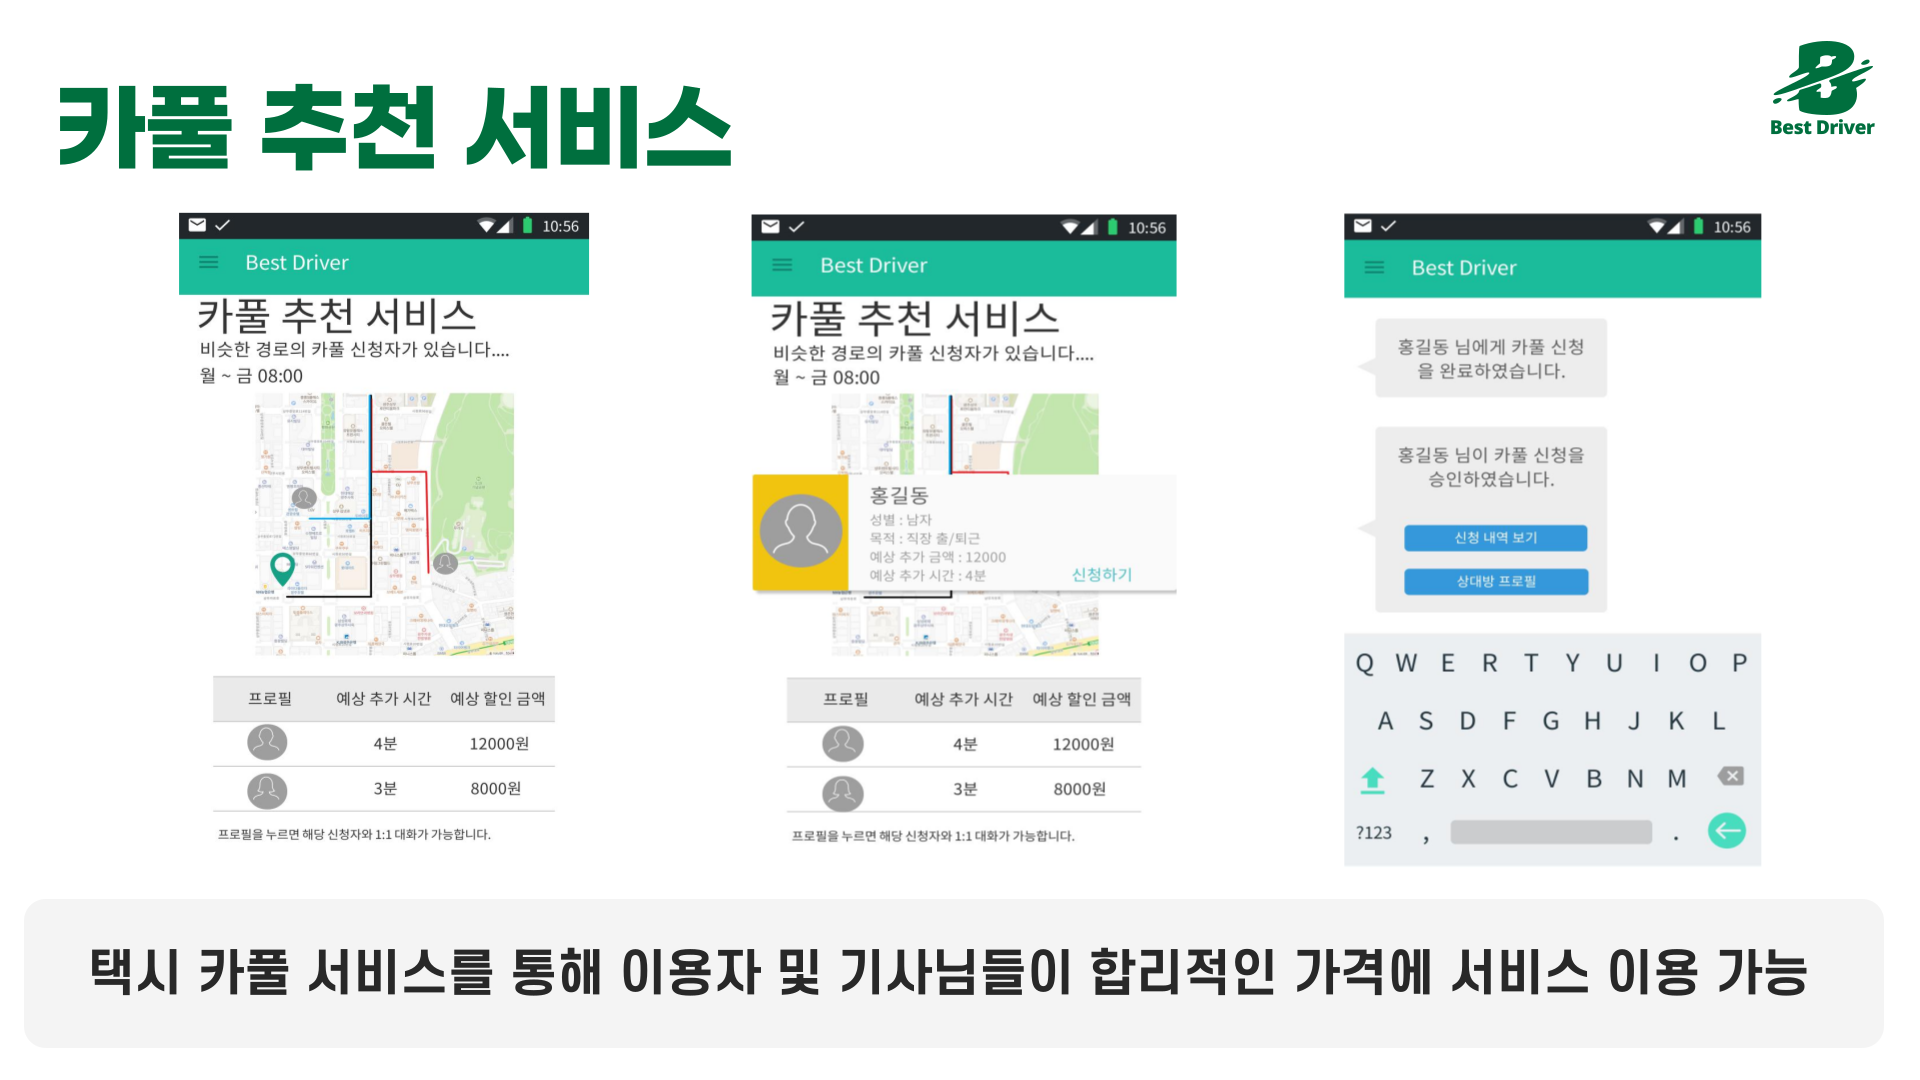 카풀 추천 서비스
Best Driver
10:56
Best Driver
카풀 추천 서비스
비슷한 경로의 카풀 신청자가 있습니다....
월 ~ 금 08:00
프로필 예상 추가 시간 예상 할인 금액
4분 12000원
3분 8000원
프로필을 누르면 해당 신청자와 1:1 대화가 가능합니다.
10:56
Best Driver
카풀 추천 서비스
비슷한 경로의 카풀 신청자가 있습니다....
월 ~ 금 08:00
홍길동
성별 : 남자
목적 : 직장 출/퇴근
예상 추가 금액 : 12000
예상 추가 시간 : 4분
신청하기
프로필 예상 추가 시간 예상 할인 금액
4분 12000원
3분 8000원
프로필을 누르면 해당 신청자와 1:1 대화가 가능합니다.
10:56
Best Driver
홍길동 님에게 카풀 신청
을 완료하였습니다.
홍길동 님이 카풀 신청을
승인하였습니다.
신청 내역 보기
상대방 프로필
Q W E R T Y U I O P
A S D F G H J K L
Z X C V B N M
?123 , .
택시 카풀 서비스를 통해 이용자 및 기사님들이 합리적인 가격에 서비스 이용 가능